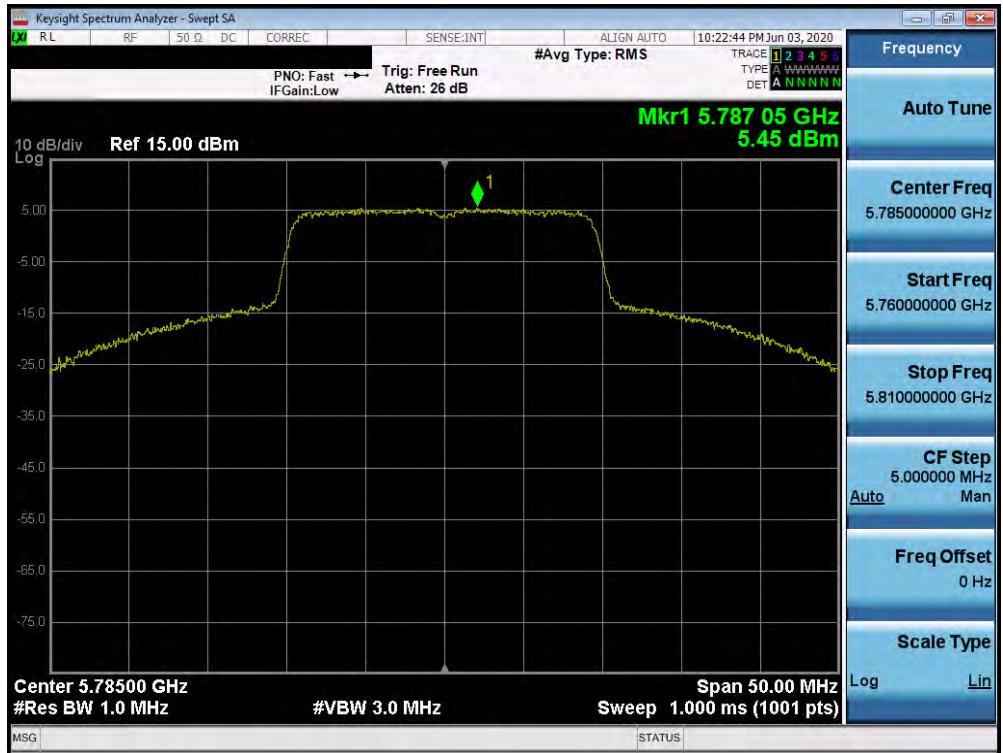 Keysight Spectrum Analyzer - Swept SA
LXI RL RF 50 Ω DC CORREC SENSE:INT ALIGN AUTO 10:22:44 PM Jun 03, 2020
#Avg Type: RMS TRACE 1 2 3 4 5 6
PNO: Fast Trig: Free Run TYPE A WWWWW
IFGain:Low Atten: 26 dB DET A N N N N N
Mkr1 5.787 05 GHz
5.45 dBm
10 dB/div Ref 15.00 dBm
Log
1
5.00
-5.00
-15.0
-25.0
-35.0
-45.0
-55.0
-65.0
-75.0
Center 5.78500 GHz Span 50.00 MHz
#Res BW 1.0 MHz #VBW 3.0 MHz Sweep 1.000 ms (1001 pts)
MSG STATUS
Frequency
Auto Tune
Center Freq
5.785000000 GHz
Start Freq
5.760000000 GHz
Stop Freq
5.810000000 GHz
CF Step
5.000000 MHz
Auto Man
Freq Offset
0 Hz
Scale Type
Log Lin